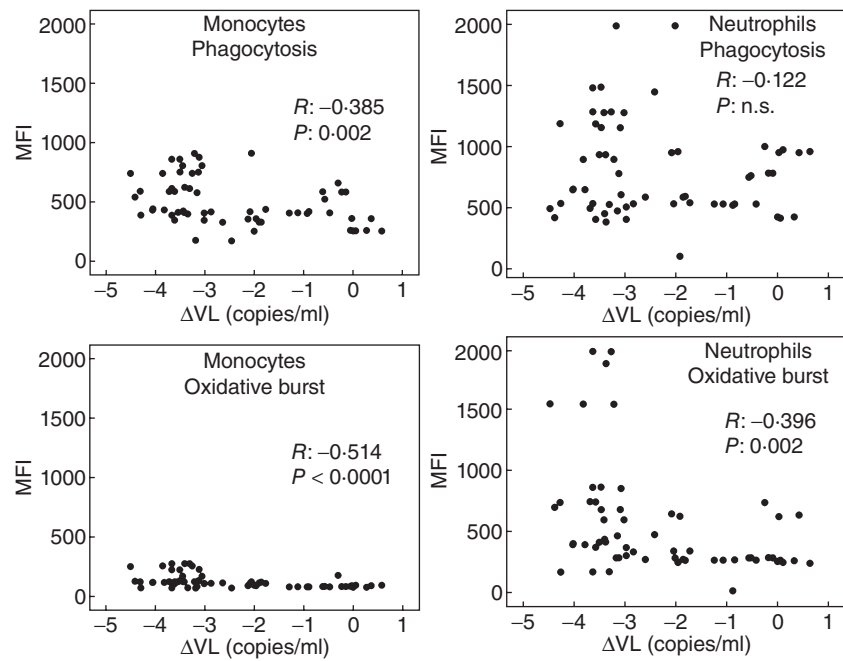 Monocytes
Phagocytosis
R: −0·385
P: 0·002
MFI
2000
1500
1000
500
0
−5 −4 −3 −2 −1 0 1
ΔVL (copies/ml)
Neutrophils
Phagocytosis
R: −0·122
P: n.s.
MFI
2000
1500
1000
500
0
−5 −4 −3 −2 −1 0 1
ΔVL (copies/ml)
Monocytes
Oxidative burst
R: −0·514
P < 0·0001
MFI
2000
1500
1000
500
0
−5 −4 −3 −2 −1 0 1
ΔVL (copies/ml)
Neutrophils
Oxidative burst
R: −0·396
P: 0·002
MFI
2000
1500
1000
500
0
−5 −4 −3 −2 −1 0 1
ΔVL (copies/ml)